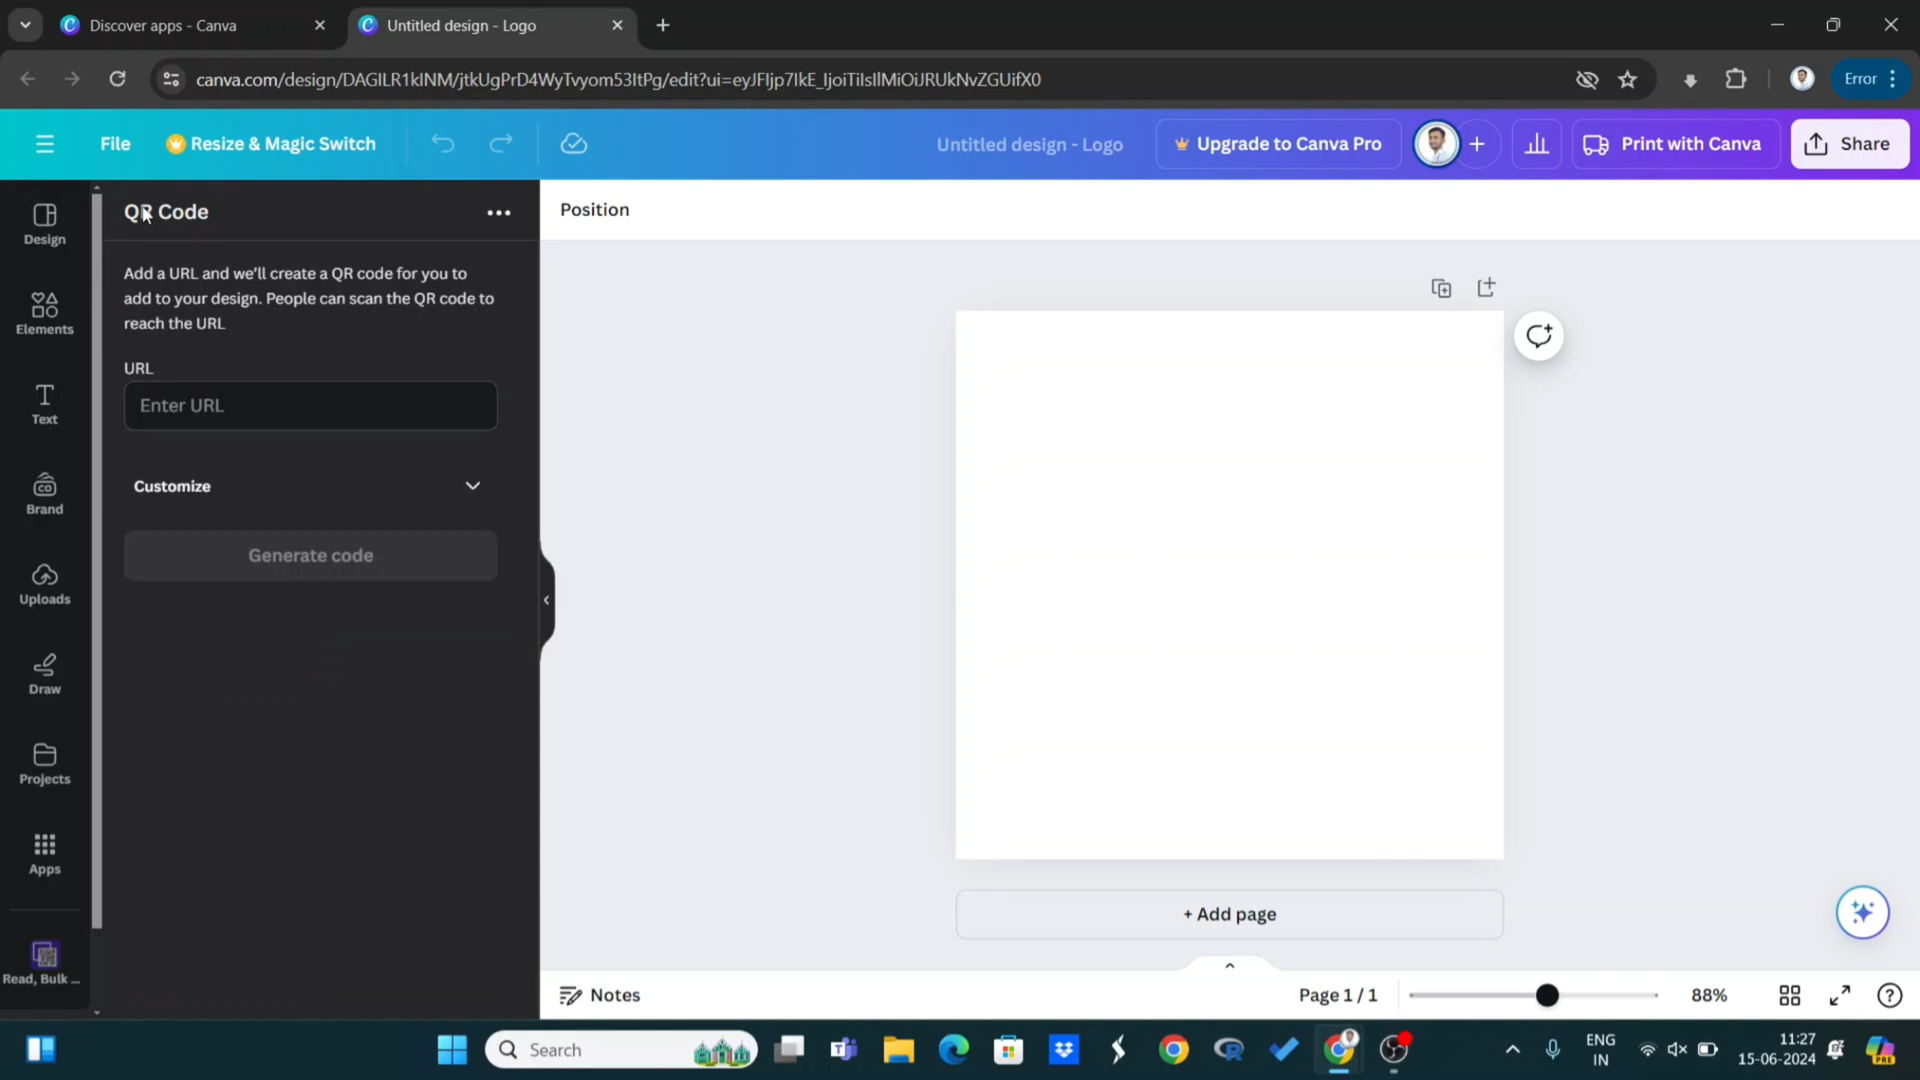 Discover apps - Canva
Untitled design - Logo
canva.com/design/DAGILR1kINM/jtkUgPrD4WyTvyom53ItPg/edit?ui=eyJFIjp7IkE_IjoiTiIsIlMiOiJRUkNvZGUifX0
Error
File
Resize & Magic Switch
Untitled design - Logo
Upgrade to Canva Pro
Print with Canva
Share
Design
Elements
Text
Brand
Uploads
Draw
Projects
Apps
Read, Bulk ...
QR Code
Add a URL and we'll create a QR code for you to
add to your design. People can scan the QR code to
reach the URL
URL
Enter URL
Customize
Generate code
Position
+ Add page
Notes
Page 1 / 1
88%
Search
ENG
IN
11:27
15-06-2024
PRE